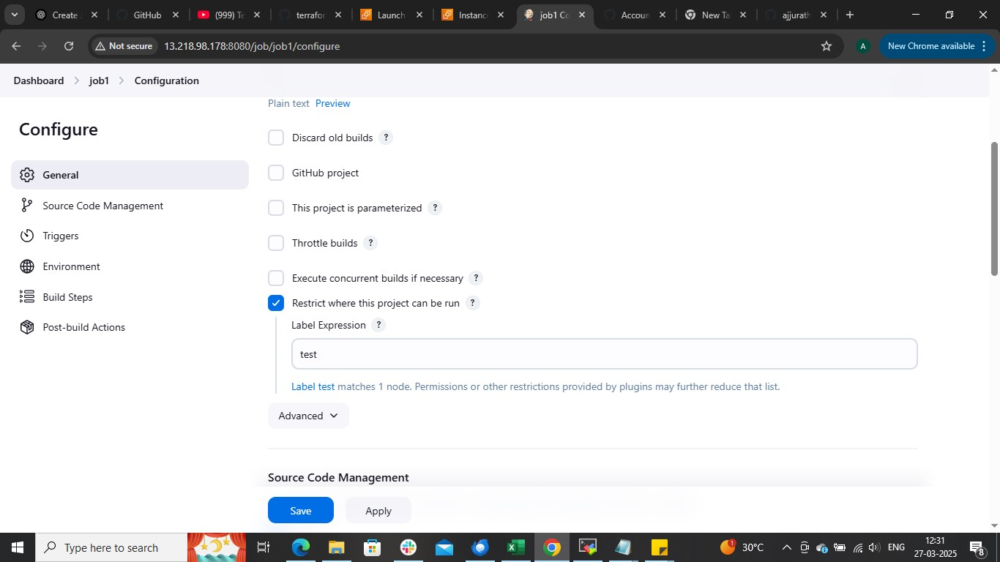 Create
GitHub
(999) Te
terrafor
Launch
Instanc
job1 Co
Accoun
New Ta
ajjurath
Not secure
13.218.98.178:8080/job/job1/configure
A
New Chrome available
Dashboard > job1 > Configuration
Plain text Preview
Configure
Discard old builds ?
General
GitHub project
Source Code Management
This project is parameterized ?
Triggers
Throttle builds ?
Environment
Execute concurrent builds if necessary ?
Build Steps
Restrict where this project can be run ?
Post-build Actions
Label Expression ?
test
Label test matches 1 node. Permissions or other restrictions provided by plugins may further reduce that list.
Advanced
Source Code Management
Save
Apply
Type here to search
1
30°C
ENG
12:31
27-03-2025
8